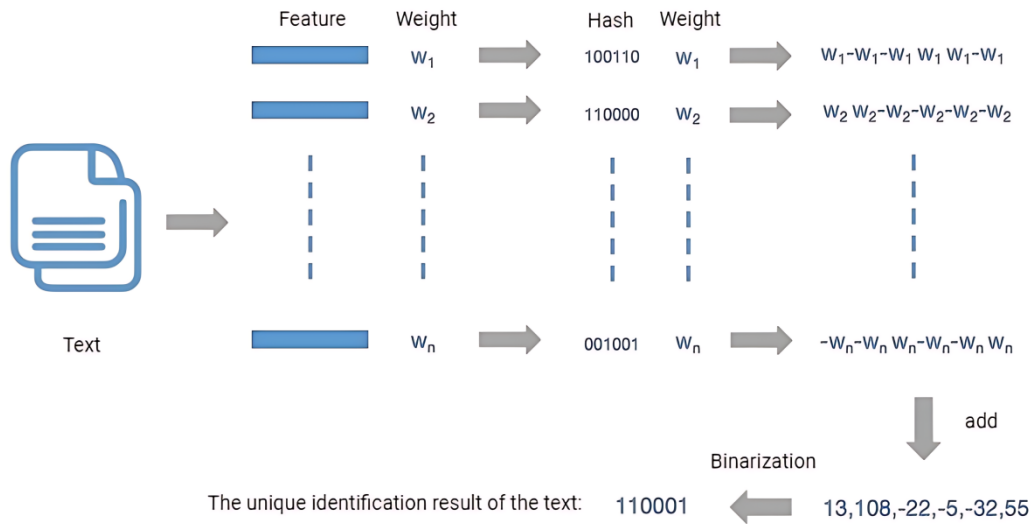 Feature Weight Hash Weight
w₁ 100110 w₁ w₁-w₁-w₁ w₁ w₁-w₁
w₂ 110000 w₂ w₂ w₂-w₂-w₂-w₂-w₂
Text wₙ 001001 wₙ -wₙ-wₙ wₙ-wₙ-wₙ wₙ
add
Binarization
The unique identification result of the text: 110001 13,108,-22,-5,-32,55